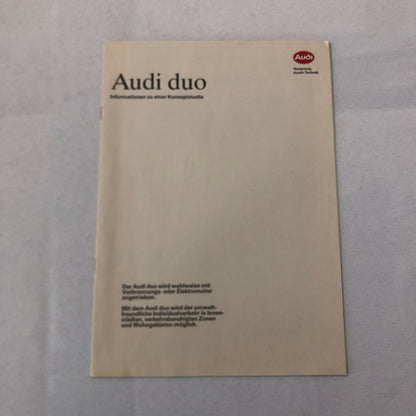 Audi
Vorsprung
durch Technik
Audi duo
Informationen zu einer Konzeptstudie
Der Audi duo wird wahlweise mit
Verbrennungs- oder Elektromotor
angetrieben.
Mit dem Audi duo wird der umwelt-
freundliche Individualverkehr in Innen-
städten, verkehrsberuhigten Zonen
und Wohngebieten möglich.